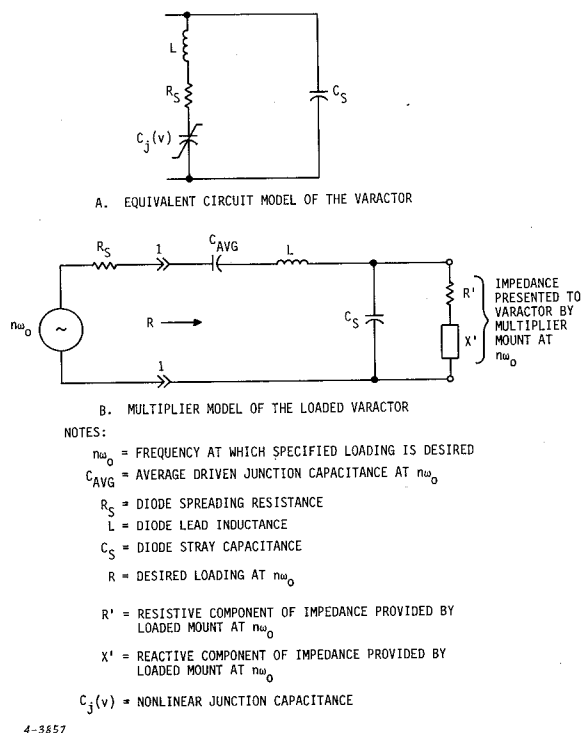 L
R_S
C_S
C_j(v)
A. EQUIVALENT CIRCUIT MODEL OF THE VARACTOR
R_S
1
C_AVG
L
nω_o
~
R
C_S
R'
X'
IMPEDANCE
PRESENTED TO
VARACTOR BY
MULTIPLIER
MOUNT AT
nω_o
1
B. MULTIPLIER MODEL OF THE LOADED VARACTOR
NOTES:
nω_o = FREQUENCY AT WHICH SPECIFIED LOADING IS DESIRED
C_AVG = AVERAGE DRIVEN JUNCTION CAPACITANCE AT nω_o
R_S = DIODE SPREADING RESISTANCE
L = DIODE LEAD INDUCTANCE
C_S = DIODE STRAY CAPACITANCE
R = DESIRED LOADING AT nω_o
R' = RESISTIVE COMPONENT OF IMPEDANCE PROVIDED BY
LOADED MOUNT AT nω_o
X' = REACTIVE COMPONENT OF IMPEDANCE PROVIDED BY
LOADED MOUNT AT nω_o
C_j(v) = NONLINEAR JUNCTION CAPACITANCE
4-3857